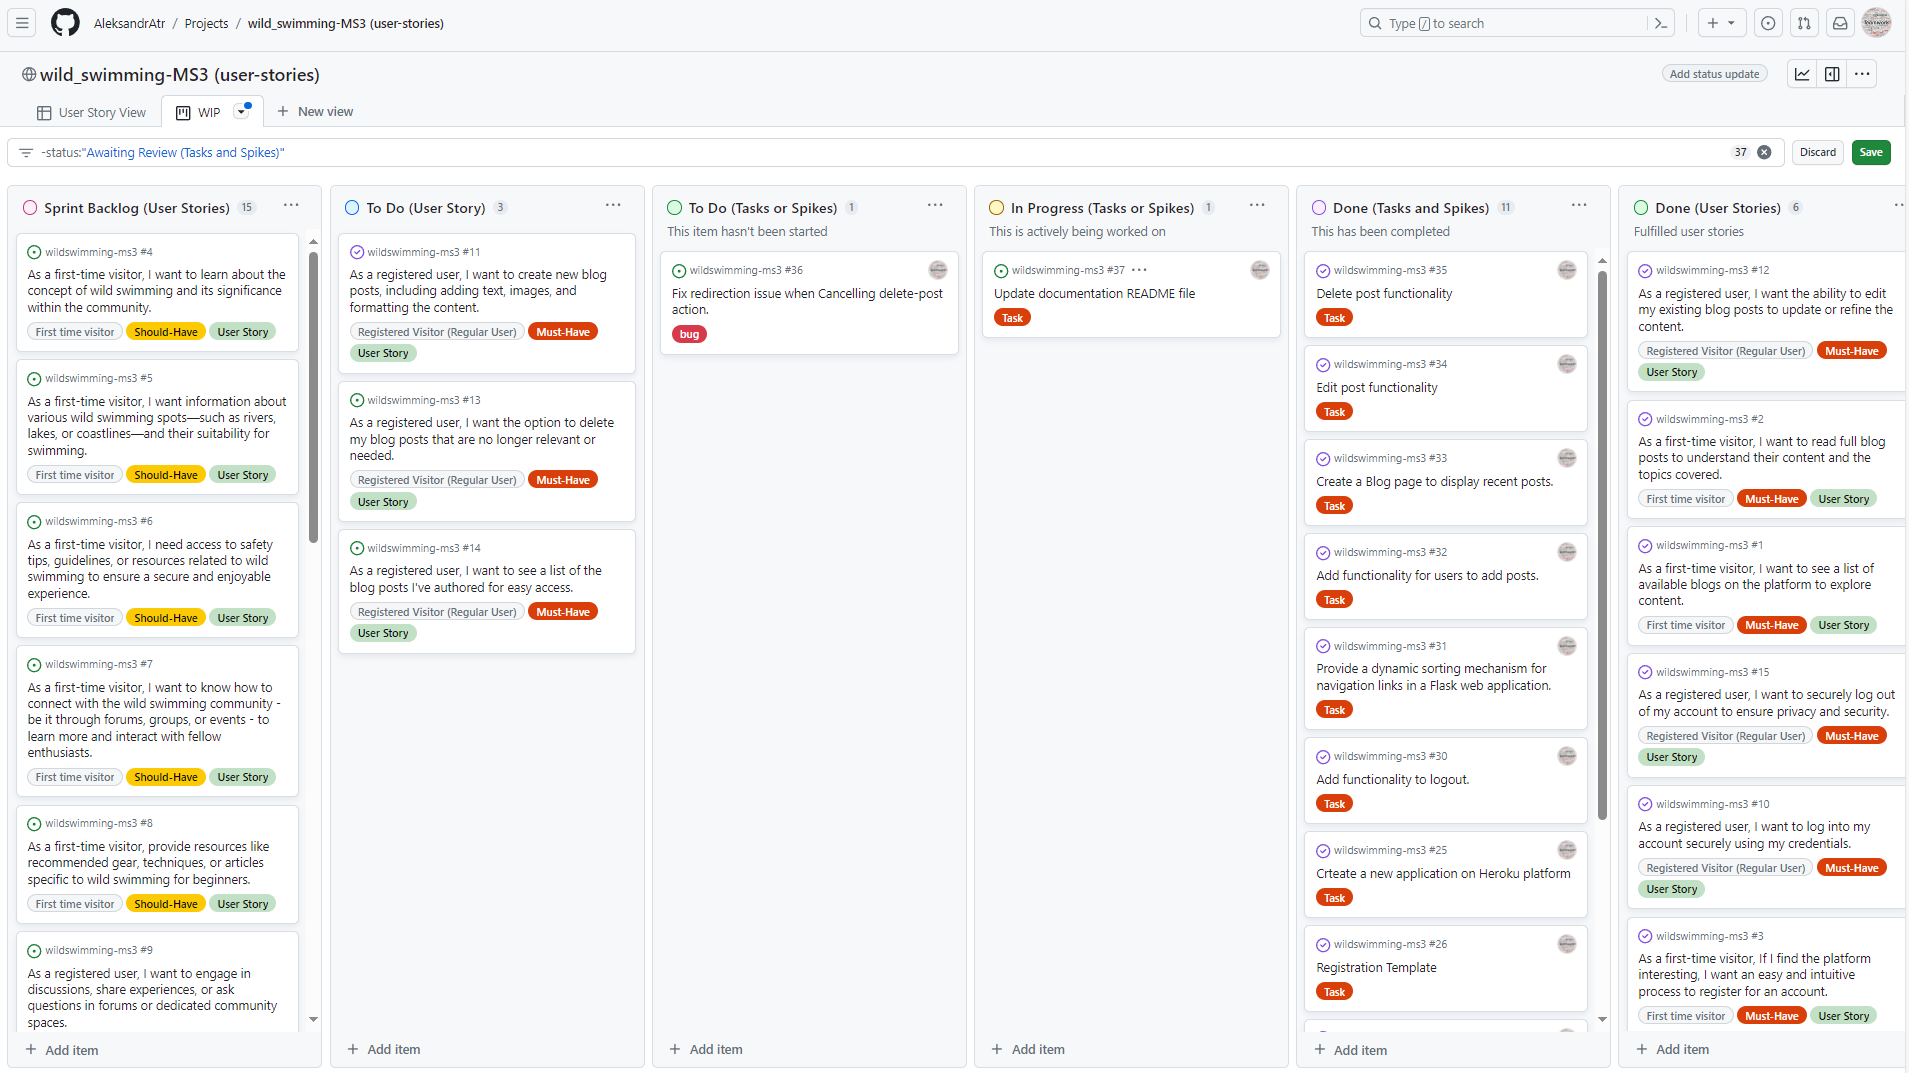 AleksandrAtr / Projects / wild_swimming-MS3 (user-stories)
Type / to search
wild_swimming-MS3 (user-stories)
Add status update
User Story View
WIP
New view
-status:"Awaiting Review (Tasks and Spikes)"
37
Discard
Save
Sprint Backlog (User Stories) 15
wildswimming-ms3 #4
As a first-time visitor, I want to learn about the
concept of wild swimming and its significance
within the community.
First time visitor Should-Have User Story
wildswimming-ms3 #5
As a first-time visitor, I want information about
various wild swimming spots—such as rivers,
lakes, or coastlines—and their suitability for
swimming.
First time visitor Should-Have User Story
wildswimming-ms3 #6
As a first-time visitor, I need access to safety
tips, guidelines, or resources related to wild
swimming to ensure a secure and enjoyable
experience.
First time visitor Should-Have User Story
wildswimming-ms3 #7
As a first-time visitor, I want to know how to
connect with the wild swimming community -
be it through forums, groups, or events - to
learn more and interact with fellow
enthusiasts.
First time visitor Should-Have User Story
wildswimming-ms3 #8
As a first-time visitor, provide resources like
recommended gear, techniques, or articles
specific to wild swimming for beginners.
First time visitor Should-Have User Story
wildswimming-ms3 #9
As a registered user, I want to engage in
discussions, share experiences, or ask
questions in forums or dedicated community
spaces.
+ Add item
To Do (User Story) 3
wildswimming-ms3 #11
As a registered user, I want to create new blog
posts, including adding text, images, and
formatting the content.
Registered Visitor (Regular User) Must-Have
User Story
wildswimming-ms3 #13
As a registered user, I want the option to delete
my blog posts that are no longer relevant or
needed.
Registered Visitor (Regular User) Must-Have
User Story
wildswimming-ms3 #14
As a registered user, I want to see a list of the
blog posts I've authored for easy access.
Registered Visitor (Regular User) Must-Have
User Story
+ Add item
To Do (Tasks or Spikes) 1
This item hasn't been started
wildswimming-ms3 #36
Fix redirection issue when Cancelling delete-post
action.
bug
+ Add item
In Progress (Tasks or Spikes) 1
This is actively being worked on
wildswimming-ms3 #37
Update documentation README file
Task
+ Add item
Done (Tasks and Spikes) 11
This has been completed
wildswimming-ms3 #35
Delete post functionality
Task
wildswimming-ms3 #34
Edit post functionality
Task
wildswimming-ms3 #33
Create a Blog page to display recent posts.
Task
wildswimming-ms3 #32
Add functionality for users to add posts.
Task
wildswimming-ms3 #31
Provide a dynamic sorting mechanism for
navigation links in a Flask web application.
Task
wildswimming-ms3 #30
Add functionality to logout.
Task
wildswimming-ms3 #25
Crteate a new application on Heroku platform
Task
wildswimming-ms3 #26
Registration Template
Task
+ Add item
Done (User Stories) 6
Fulfilled user stories
wildswimming-ms3 #12
As a registered user, I want the ability to edit
my existing blog posts to update or refine the
content.
Registered Visitor (Regular User) Must-Have
User Story
wildswimming-ms3 #2
As a first-time visitor, I want to read full blog
posts to understand their content and the
topics covered.
First time visitor Must-Have User Story
wildswimming-ms3 #1
As a first-time visitor, I want to see a list of
available blogs on the platform to explore
content.
First time visitor Must-Have User Story
wildswimming-ms3 #15
As a registered user, I want to securely log out
of my account to ensure privacy and security.
Registered Visitor (Regular User) Must-Have
User Story
wildswimming-ms3 #10
As a registered user, I want to log into my
account securely using my credentials.
Registered Visitor (Regular User) Must-Have
User Story
wildswimming-ms3 #3
As a first-time visitor, If I find the platform
interesting, I want an easy and intuitive
process to register for an account.
First time visitor Must-Have User Story
+ Add item